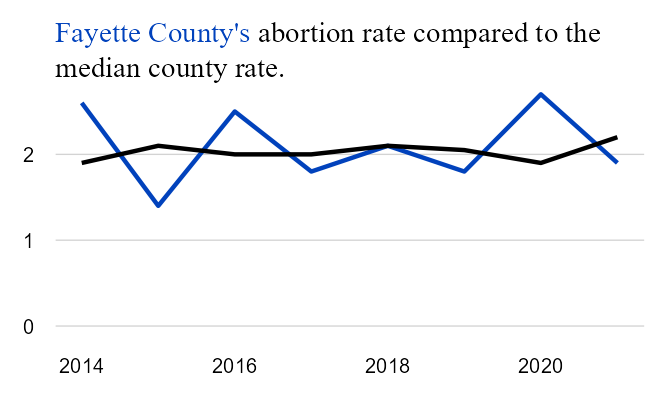 Fayette County's abortion rate compared to the
median county rate.
2
1
0
2014 2016 2018 2020